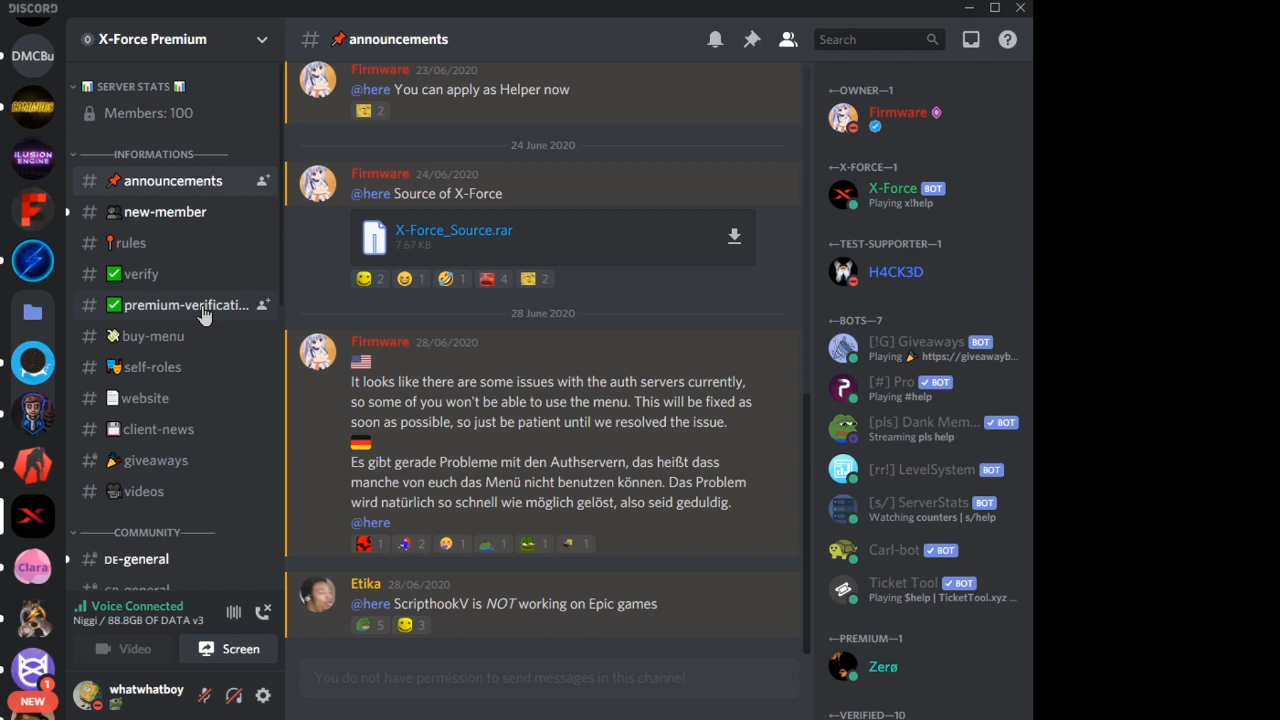 DISCORD
DMCBu
ILUSION
ENGINE
Clara
1
NEW
X-Force Premium
SERVER STATS
Members: 100
INFORMATIONS
announcements
new-member
rules
verify
premium-verificati...
buy-menu
self-roles
website
client-news
giveaways
videos
COMMUNITY
DE-general
Voice Connected
Niggi / 88.8GB OF DATA v3
Video
Screen
whatwhatboy
# announcements
Search
Firmware 23/06/2020
@here You can apply as Helper now
2
24 June 2020
Firmware 24/06/2020
@here Source of X-Force
X-Force_Source.rar
7.67 KB
2 1 1 4 2
28 June 2020
Firmware 28/06/2020
It looks like there are some issues with the auth servers currently,
so some of you won't be able to use the menu. This will be fixed as
soon as possible, so just be patient until we resolved the issue.
Es gibt gerade Probleme mit den Authservern, das heißt dass
manche von euch das Menü nicht benutzen können. Das Problem
wird natürlich so schnell wie möglich gelöst, also seid geduldig.
@here
1 2 1 1 1 1
Etika 28/06/2020
@here ScripthookV is NOT working on Epic games
5 3
You do not have permission to send messages in this channel.
OWNER—1
Firmware
X-FORCE—1
X-Force BOT
Playing x!help
TEST-SUPPORTER—1
H4CK3D
BOTS—7
[!G] Giveaways BOT
Playing 🎉 https://giveawayb...
[#] Pro ✓ BOT
Playing #help
[pls] Dank Mem... ✓ BOT
Streaming pls help
[rr!] LevelSystem BOT
[s/] ServerStats BOT
Watching counters | s/help
Carl-bot ✓ BOT
Ticket Tool ✓ BOT
Playing $help | TicketTool.xyz ...
PREMIUM—1
Zerø
VERIFIED—10